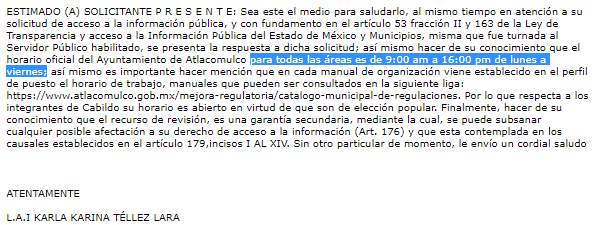 ESTIMADO (A) SOLICITANTE P R E S E N T E: Sea este el medio para saludarlo, al mismo tiempo en atención a su
solicitud de acceso a la información pública, y con fundamento en el artículo 53 fracción II y 163 de la Ley de
Transparencia y acceso a la Información Pública del Estado de México y Municipios, misma que fue turnada al
Servidor Público habilitado, se presenta la respuesta a dicha solicitud; así mismo hacer de su conocimiento que el
horario oficial del Ayuntamiento de Atlacomulco para todas las áreas es de 9:00 am a 16:00 pm de lunes a
viernes; así mismo es importante hacer mención que en cada manual de organización viene establecido en el perfil
de puesto el horario de trabajo, manuales que pueden ser consultados en la siguiente liga:
https://www.atlacomulco.gob.mx/mejora-regulatoria/catalogo-municipal-de-regulaciones. Por lo que respecta a los
integrantes de Cabildo su horario es abierto en virtud de que son de elección popular. Finalmente, hacer de su
conocimiento que el recurso de revisión, es una garantía secundaria, mediante la cual, se puede subsanar
cualquier posible afectación a su derecho de acceso a la información (Art. 176) y que esta contemplada en los
causales establecidos en el artículo 179,incisos I AL XIV. Sin otro particular de momento, le envío un cordial saludo
ATENTAMENTE
L.A.I KARLA KARINA TÉLLEZ LARA